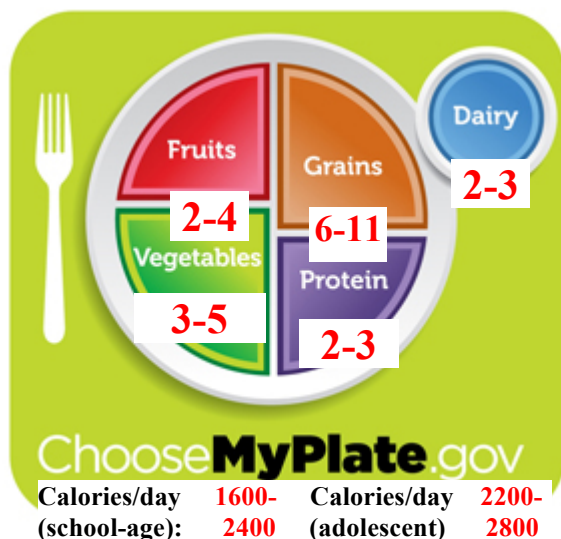 Fruits
2-4
Grains
6-11
Dairy
2-3
Vegetables
3-5
Protein
2-3
ChooseMyPlate.gov
Calories/day 1600- Calories/day 2200-
(school-age): 2400 (adolescent) 2800